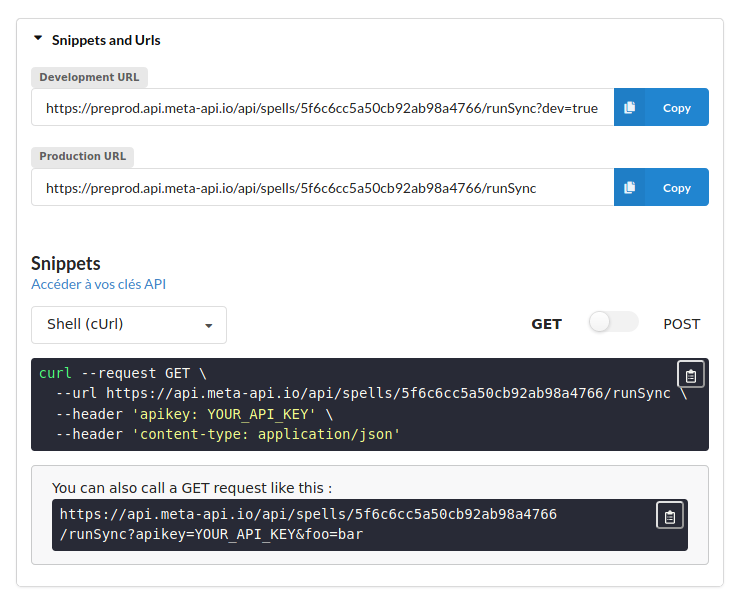 Snippets and Urls
Development URL
https://preprod.api.meta-api.io/api/spells/5f6c6cc5a50cb92ab98a4766/runSync?dev=true
Copy
Production URL
https://preprod.api.meta-api.io/api/spells/5f6c6cc5a50cb92ab98a4766/runSync
Copy
Snippets
Accéder à vos clés API
Shell (cUrl)
GET
POST
curl --request GET \
--url https://api.meta-api.io/api/spells/5f6c6cc5a50cb92ab98a4766/runSync \
--header 'apikey: YOUR_API_KEY' \
--header 'content-type: application/json'
You can also call a GET request like this :
https://api.meta-api.io/api/spells/5f6c6cc5a50cb92ab98a4766
/runSync?apikey=YOUR_API_KEY&foo=bar